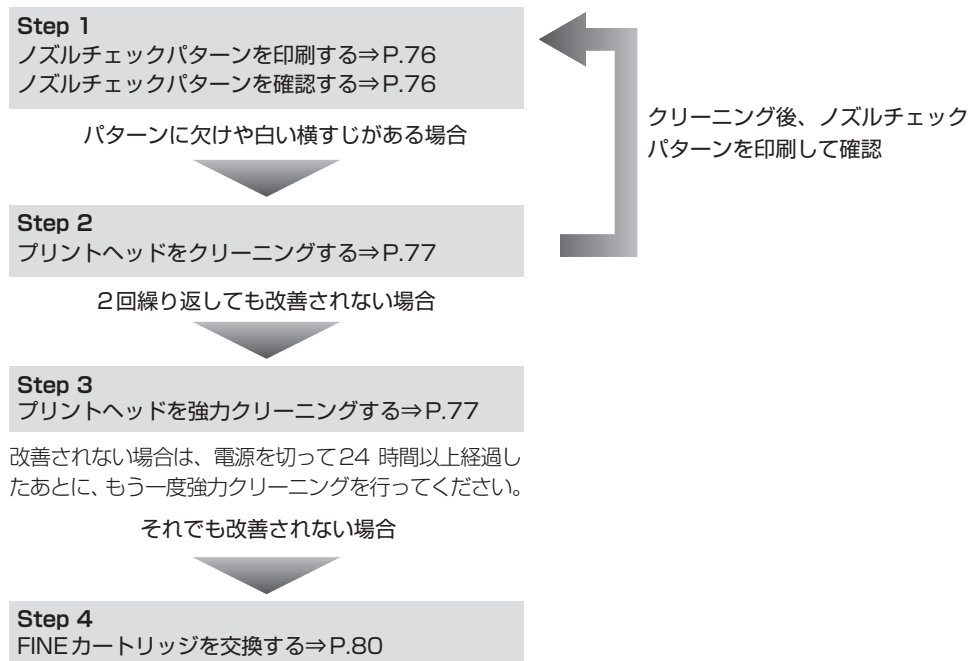 Step 1
ノズルチェックパターンを印刷する⇒P.76
ノズルチェックパターンを確認する⇒P.76
パターンに欠けや白い横すじがある場合
クリーニング後、ノズルチェック
パターンを印刷して確認
Step 2
プリントヘッドをクリーニングする⇒P.77
2回繰り返しても改善されない場合
Step 3
プリントヘッドを強力クリーニングする⇒P.77
改善されない場合は、電源を切って24 時間以上経過し
たあとに、もう一度強力クリーニングを行ってください。
それでも改善されない場合
Step 4
FINEカートリッジを交換する⇒P.80